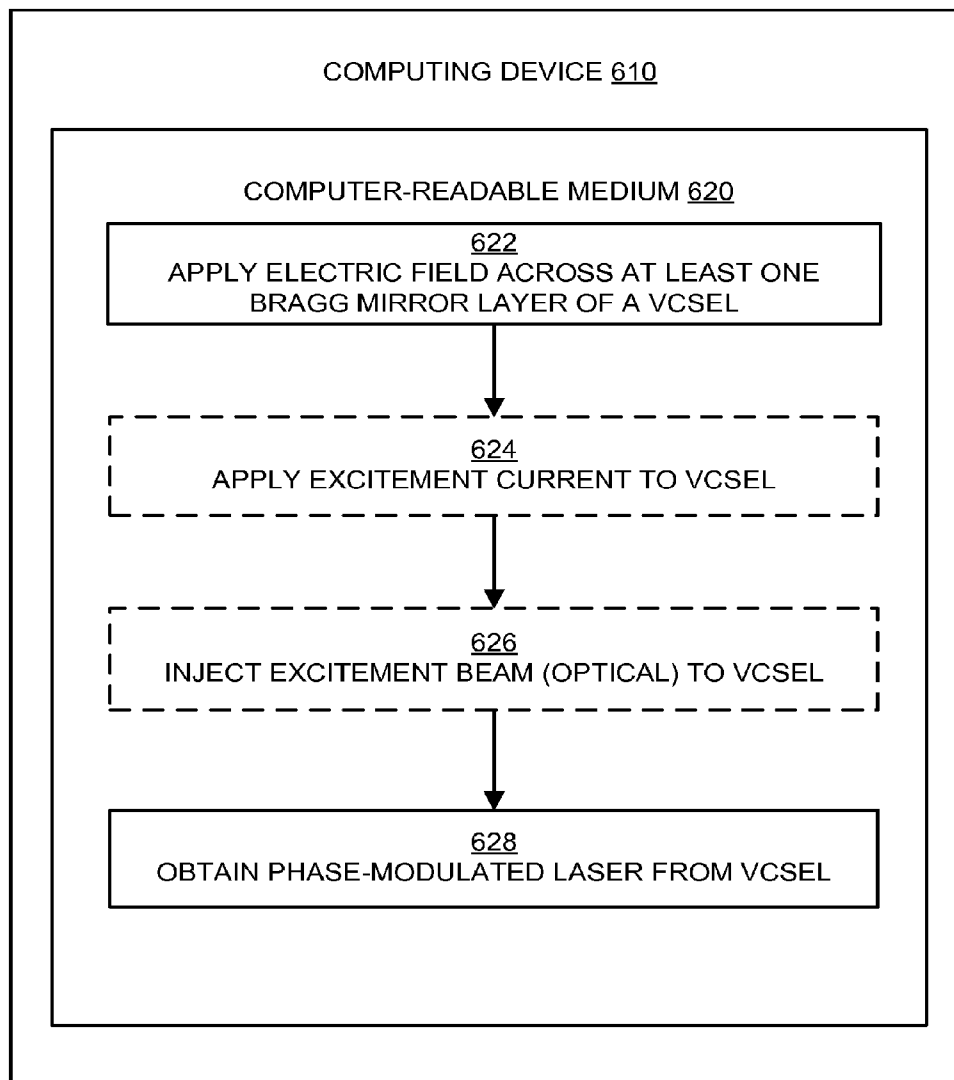 COMPUTING DEVICE 610
COMPUTER-READABLE MEDIUM 620
622
APPLY ELECTRIC FIELD ACROSS AT LEAST ONE
BRAGG MIRROR LAYER OF A VCSEL
624
APPLY EXCITEMENT CURRENT TO VCSEL
626
INJECT EXCITEMENT BEAM (OPTICAL) TO VCSEL
628
OBTAIN PHASE-MODULATED LASER FROM VCSEL